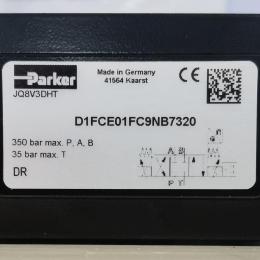 Parker
Made in Germany
41564 Kaarst
JQ8V3DHT
D1FCE01FC9NB7320
350 bar max. P, A, B
35 bar max. T
DR